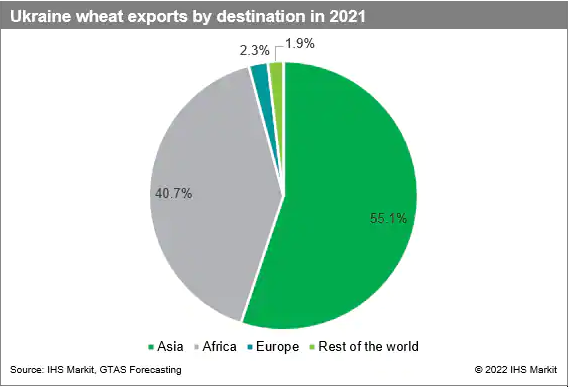 Ukraine wheat exports by destination in 2021
2.3%
1.9%
40.7%
55.1%
Asia Africa Europe Rest of the world
Source: IHS Markit, GTAS Forecasting © 2022 IHS Markit